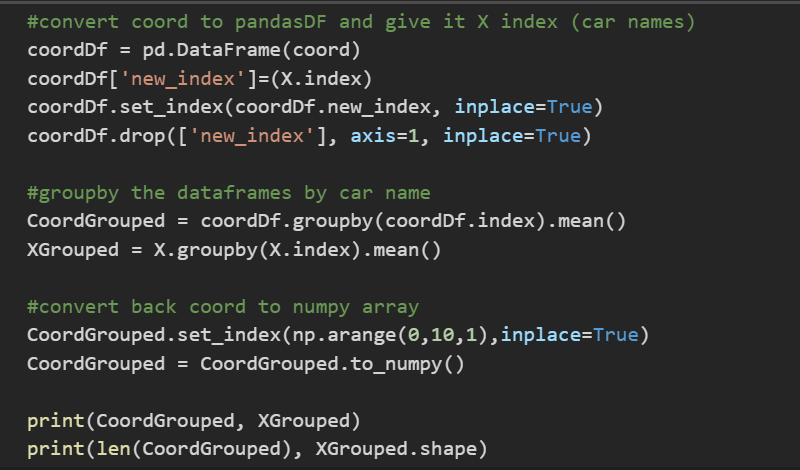 #convert coord to pandasDF and give it X index (car names)
coordDf = pd.DataFrame(coord)
coordDf['new_index']=(X.index)
coordDf.set_index(coordDf.new_index, inplace=True)
coordDf.drop(['new_index'], axis=1, inplace=True)
#groupby the dataframes by car name
CoordGrouped = coordDf.groupby(coordDf.index).mean()
XGrouped = X.groupby(X.index).mean()
#convert back coord to numpy array
CoordGrouped.set_index(np.arange(0,10,1),inplace=True)
CoordGrouped = CoordGrouped.to_numpy()
print(CoordGrouped, XGrouped)
print(len(CoordGrouped), XGrouped.shape)